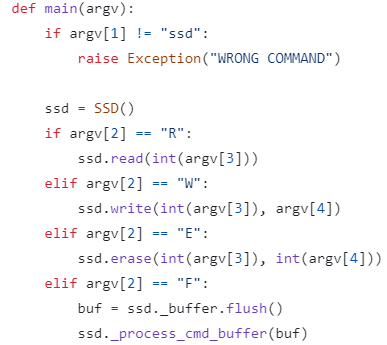 def main(argv):
    if argv[1] != "ssd":
        raise Exception("WRONG COMMAND")

    ssd = SSD()
    if argv[2] == "R":
        ssd.read(int(argv[3]))
    elif argv[2] == "W":
        ssd.write(int(argv[3]), argv[4])
    elif argv[2] == "E":
        ssd.erase(int(argv[3]), int(argv[4]))
    elif argv[2] == "F":
        buf = ssd._buffer.flush()
        ssd._process_cmd_buffer(buf)